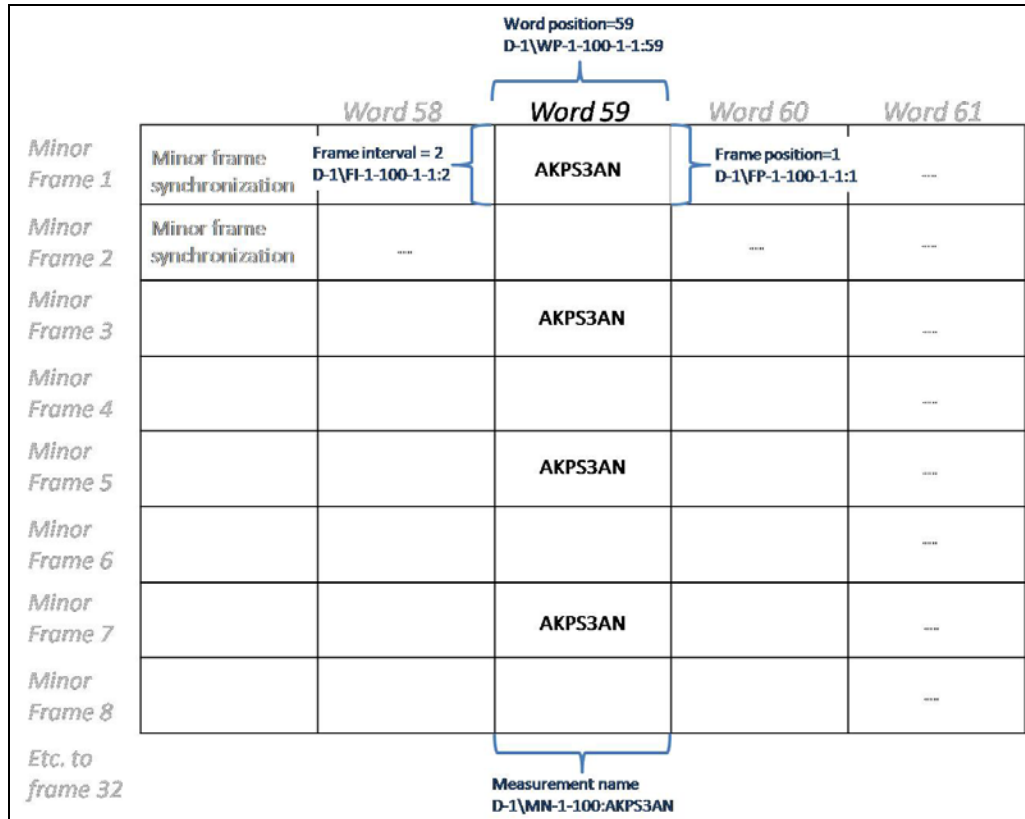 Word position=59
D-1\WP-1-100-1-1:59
Word 58 Word 59 Word 60 Word 61
Minor
Frame 1
Minor frame
synchronization
Frame interval = 2
D-1\FI-1-100-1-1:2
AKPS3AN
Frame position=1
D-1\FP-1-100-1-1:1
....
Minor
Frame 2
Minor frame
synchronization
.... .... ....
Minor
Frame 3
AKPS3AN
....
Minor
Frame 4
....
Minor
Frame 5
AKPS3AN
....
Minor
Frame 6
....
Minor
Frame 7
AKPS3AN
....
Minor
Frame 8
....
Etc. to
frame 32
Measurement name
D-1\MN-1-100:AKPS3AN